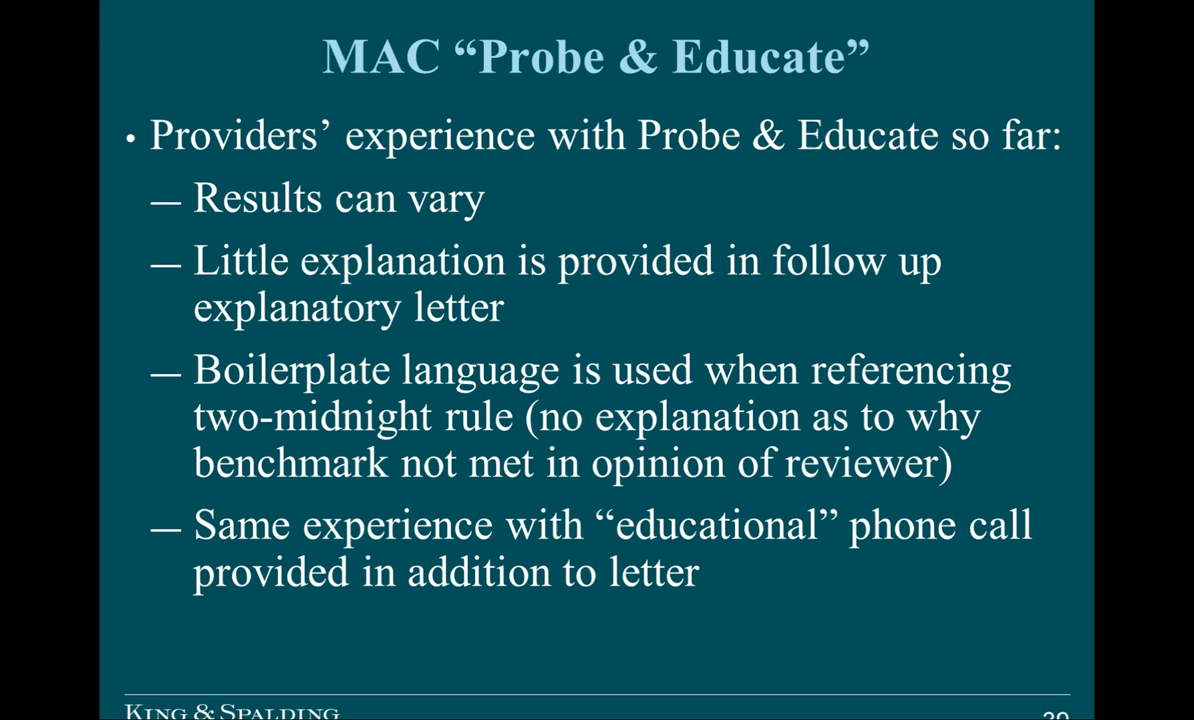 MAC “Probe & Educate”
• Providers’ experience with Probe & Educate so far:
— Results can vary
— Little explanation is provided in follow up
explanatory letter
— Boilerplate language is used when referencing
two-midnight rule (no explanation as to why
benchmark not met in opinion of reviewer)
— Same experience with “educational” phone call
provided in addition to letter
KING & SPALDING